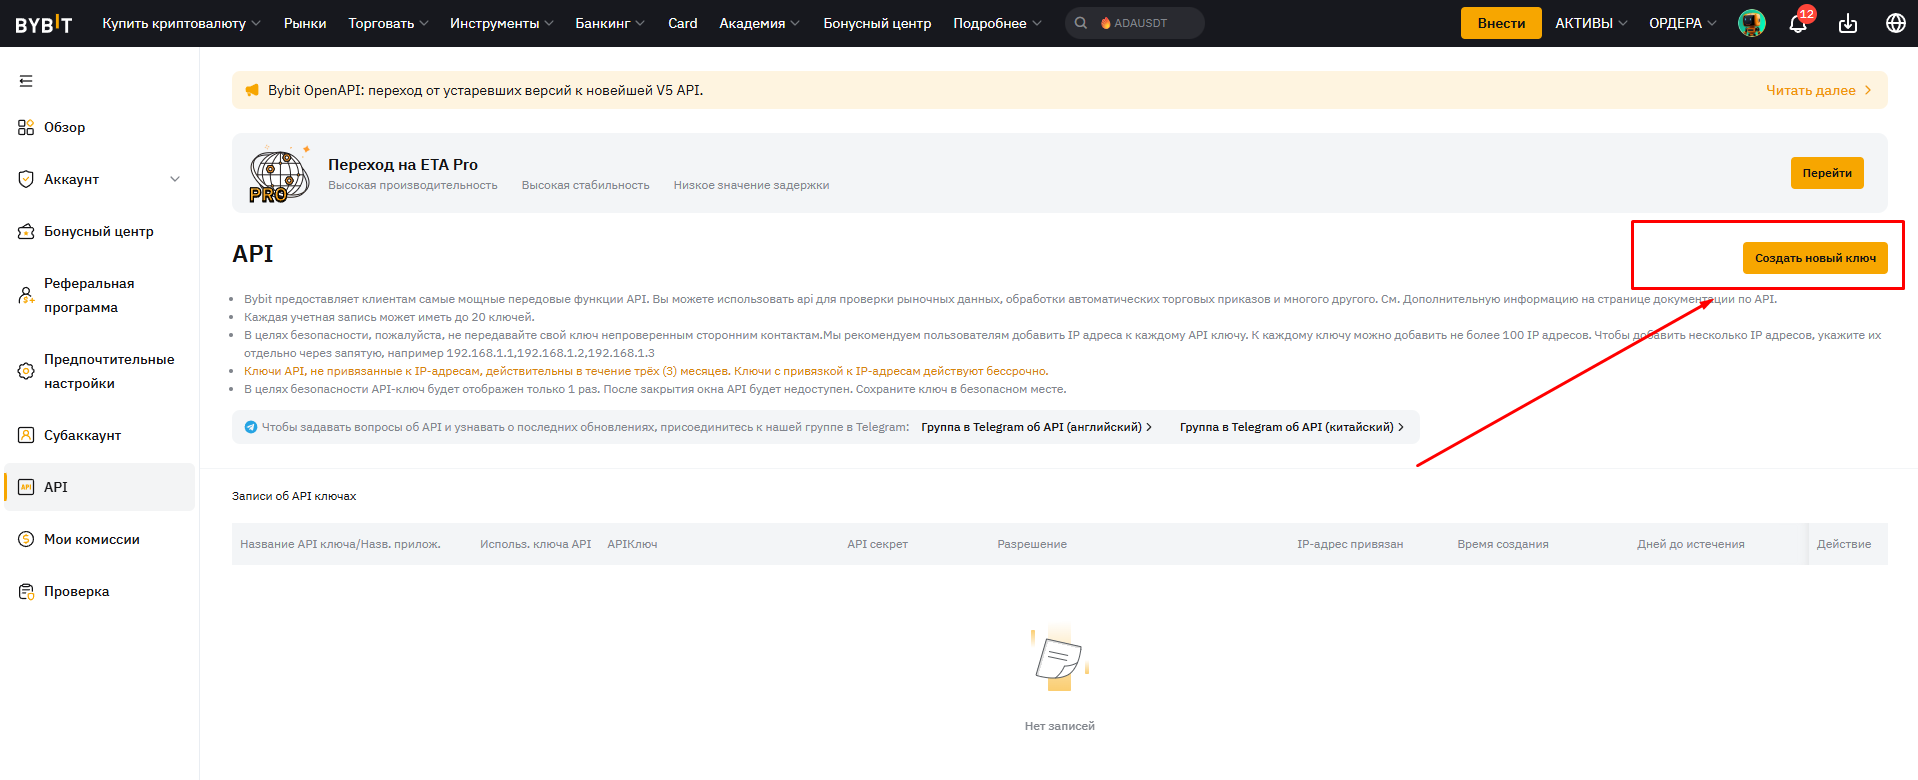 BYBIT
Купить криптовалюту
Рынки
Торговать
Инструменты
Банкинг
Card
Академия
Бонусный центр
Подробнее
ADAUSDT
Внести
АКТИВЫ
ОРДЕРА
12
Обзор
Аккаунт
Бонусный центр
Реферальная
программа
Предпочтительные
настройки
Субаккаунт
API
API
Мои комиссии
Проверка
Bybit OpenAPI: переход от устаревших версий к новейшей V5 API.
Читать далее
PRO
Переход на ETA Pro
Высокая производительность
Высокая стабильность
Низкое значение задержки
Перейти
API
Создать новый ключ
Bybit предоставляет клиентам самые мощные передовые функции API. Вы можете использовать api для проверки рыночных данных, обработки автоматических торговых приказов и многого другого. См. Дополнительную информацию на странице документации по API.
Каждая учетная запись может иметь до 20 ключей.
В целях безопасности, пожалуйста, не передавайте свой ключ непроверенным сторонним контактам.Мы рекомендуем пользователям добавить IP адреса к каждому API ключу. К каждому ключу можно добавить не более 100 IP адресов. Чтобы добавить несколько IP адресов, укажите их
отдельно через запятую, например 192.168.1.1,192.168.1.2,192.168.1.3
Ключи API, не привязанные к IP-адресам, действительны в течение трёх (3) месяцев. Ключи с привязкой к IP-адресам действуют бессрочно.
В целях безопасности API-ключ будет отображен только 1 раз. После закрытия окна API будет недоступен. Сохраните ключ в безопасном месте.
Чтобы задавать вопросы об API и узнавать о последних обновлениях, присоединитесь к нашей группе в Telegram:
Группа в Telegram об API (английский)
Группа в Telegram об API (китайский)
Записи об API ключах
Название API ключа/Назв. прилож.
Использ. ключа API
APIКлюч
API секрет
Разрешение
IP-адрес привязан
Время создания
Дней до истечения
Действие
Нет записей